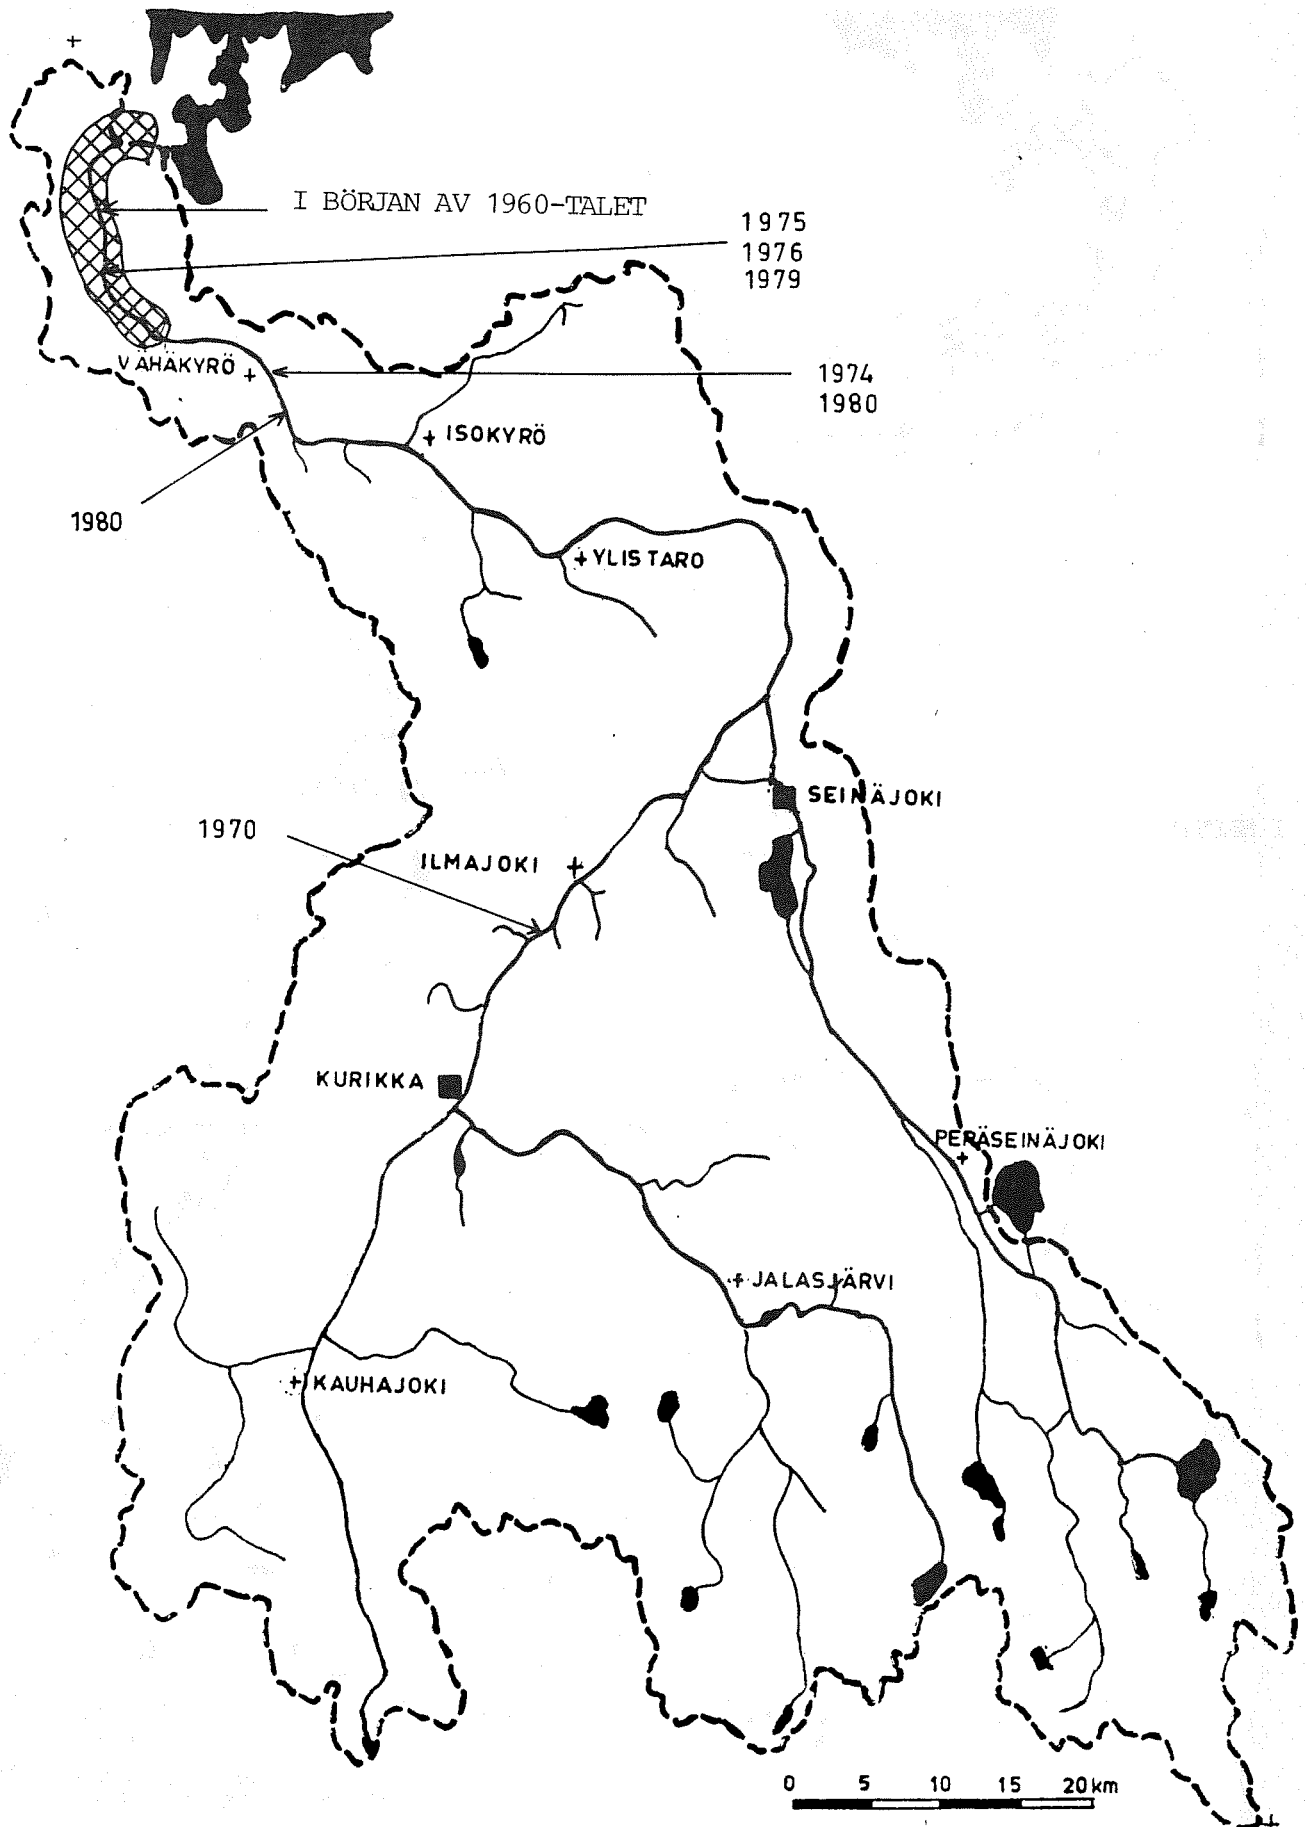 I BÖRJAN AV 1960-TALET
1975
1976
1979
VÄHÄKYRÖ
1974
1980
ISOKYRÖ
1980
YLISTARO
SEINÄJOKI
1970
ILMAJOKI
KURIKKA
PERÄSEINÄJOKI
JALASJÄRVI
KAUHAJOKI
0 5 10 15 20 km